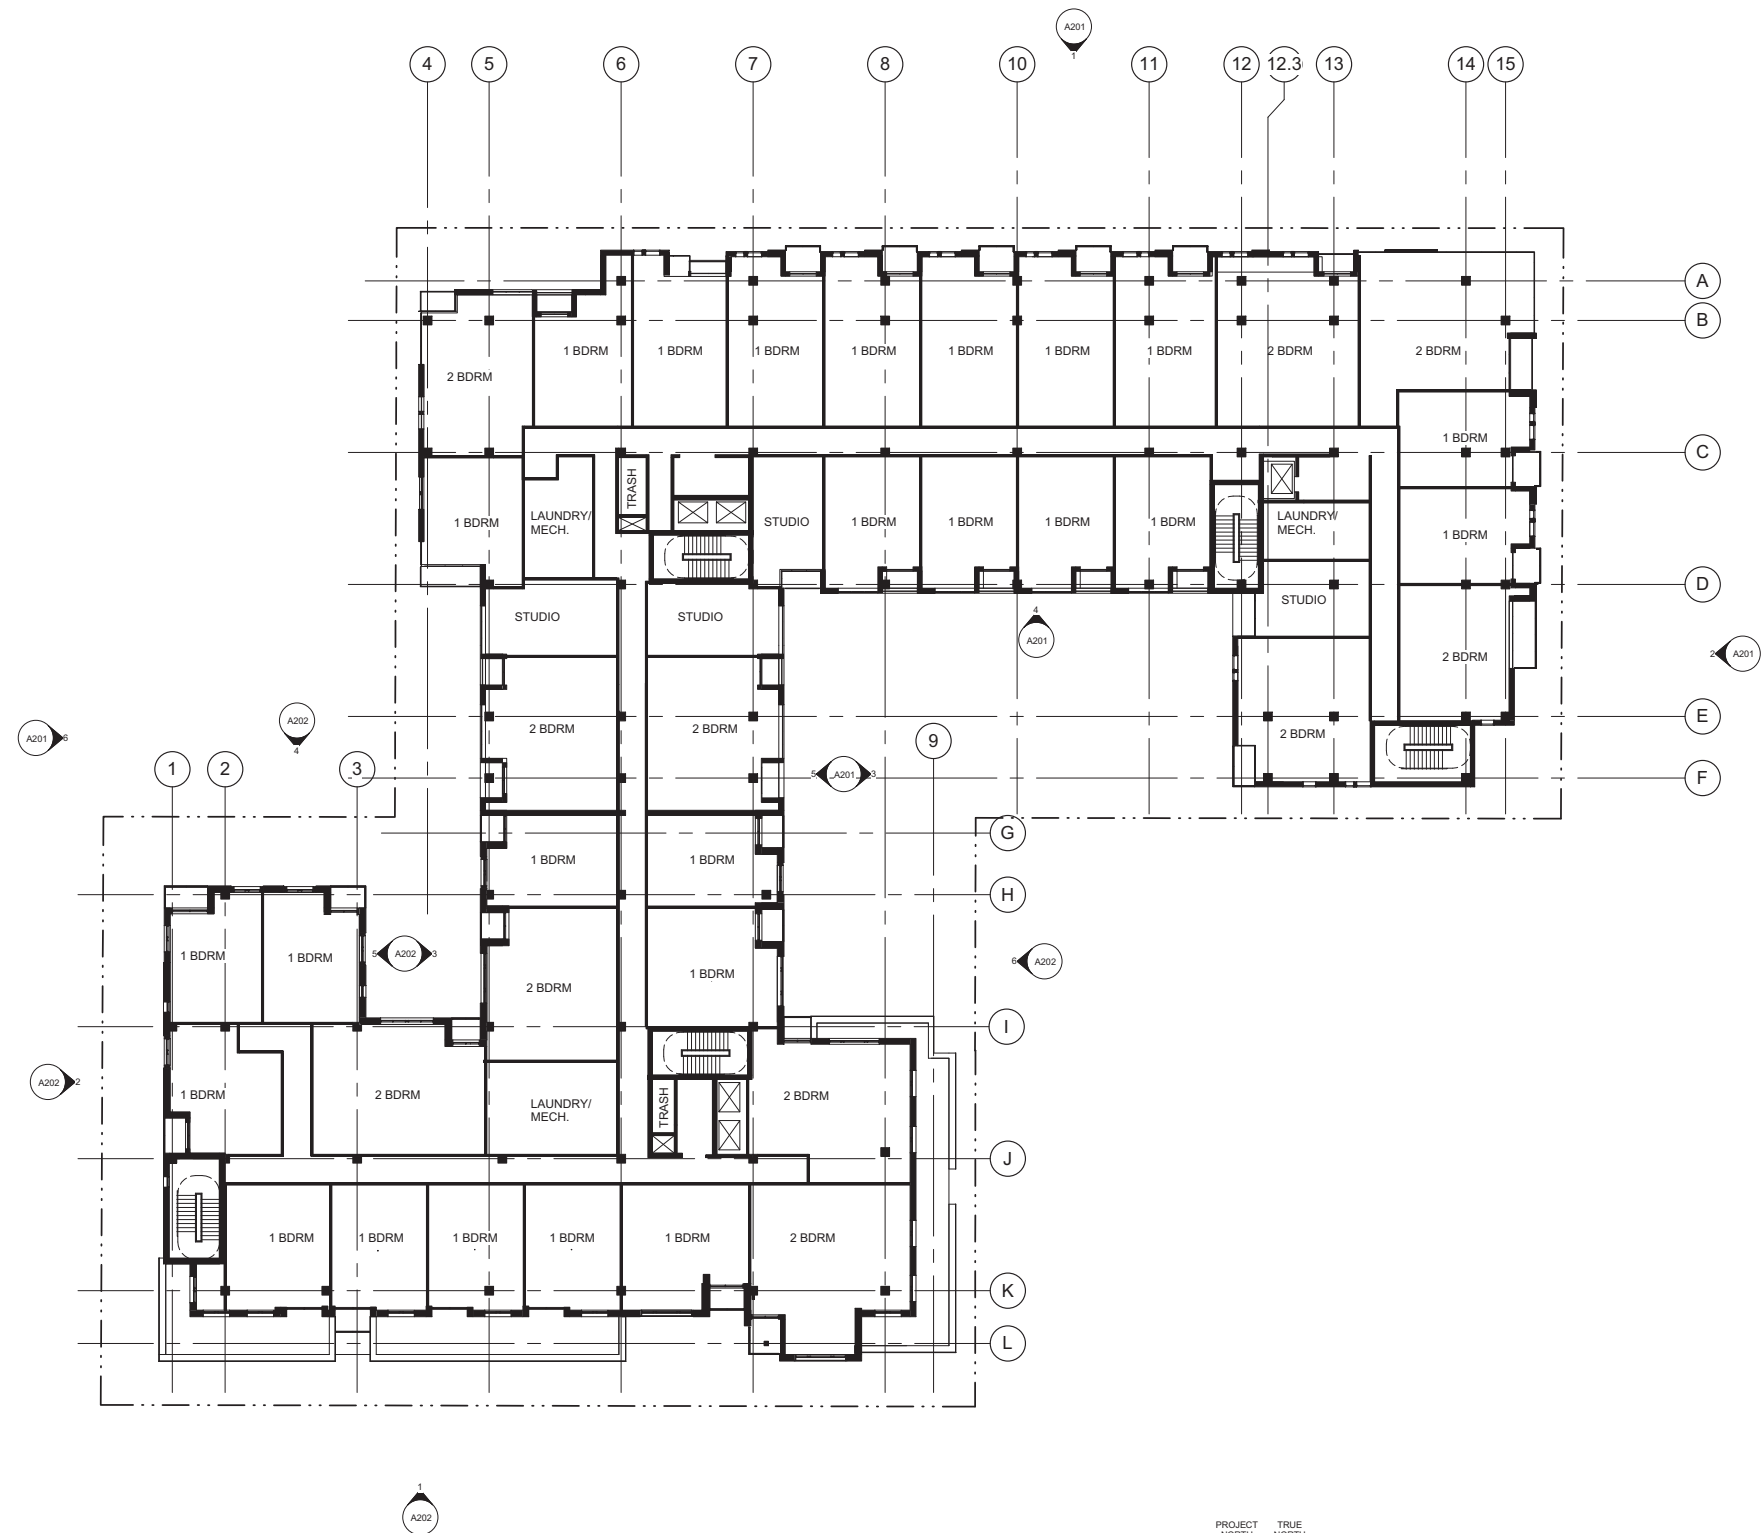 A201
1
4
5
6
7
8
10
11
12
12.3
13
14
15
A
B
1 BDRM
1 BDRM
1 BDRM
1 BDRM
1 BDRM
1 BDRM
1 BDRM
2 BDRM
2 BDRM
2 BDRM
1 BDRM
C
TRASH
1 BDRM
LAUNDRY/
MECH.
STUDIO
1 BDRM
1 BDRM
1 BDRM
1 BDRM
LAUNDRY/
MECH.
1 BDRM
D
STUDIO
STUDIO
STUDIO
4
A201
2 BDRM
2
A201
A202
4
E
A201
6
2 BDRM
2 BDRM
2 BDRM
9
1
2
3
5
A201
3
F
G
1 BDRM
1 BDRM
H
1 BDRM
1 BDRM
5
A202
3
6
A202
1 BDRM
2 BDRM
I
A202
2
1 BDRM
2 BDRM
LAUNDRY/
MECH.
TRASH
2 BDRM
J
1 BDRM
1 BDRM
1 BDRM
1 BDRM
1 BDRM
2 BDRM
K
L
1
A202
PROJECT
NORTH
TRUE
NORTH